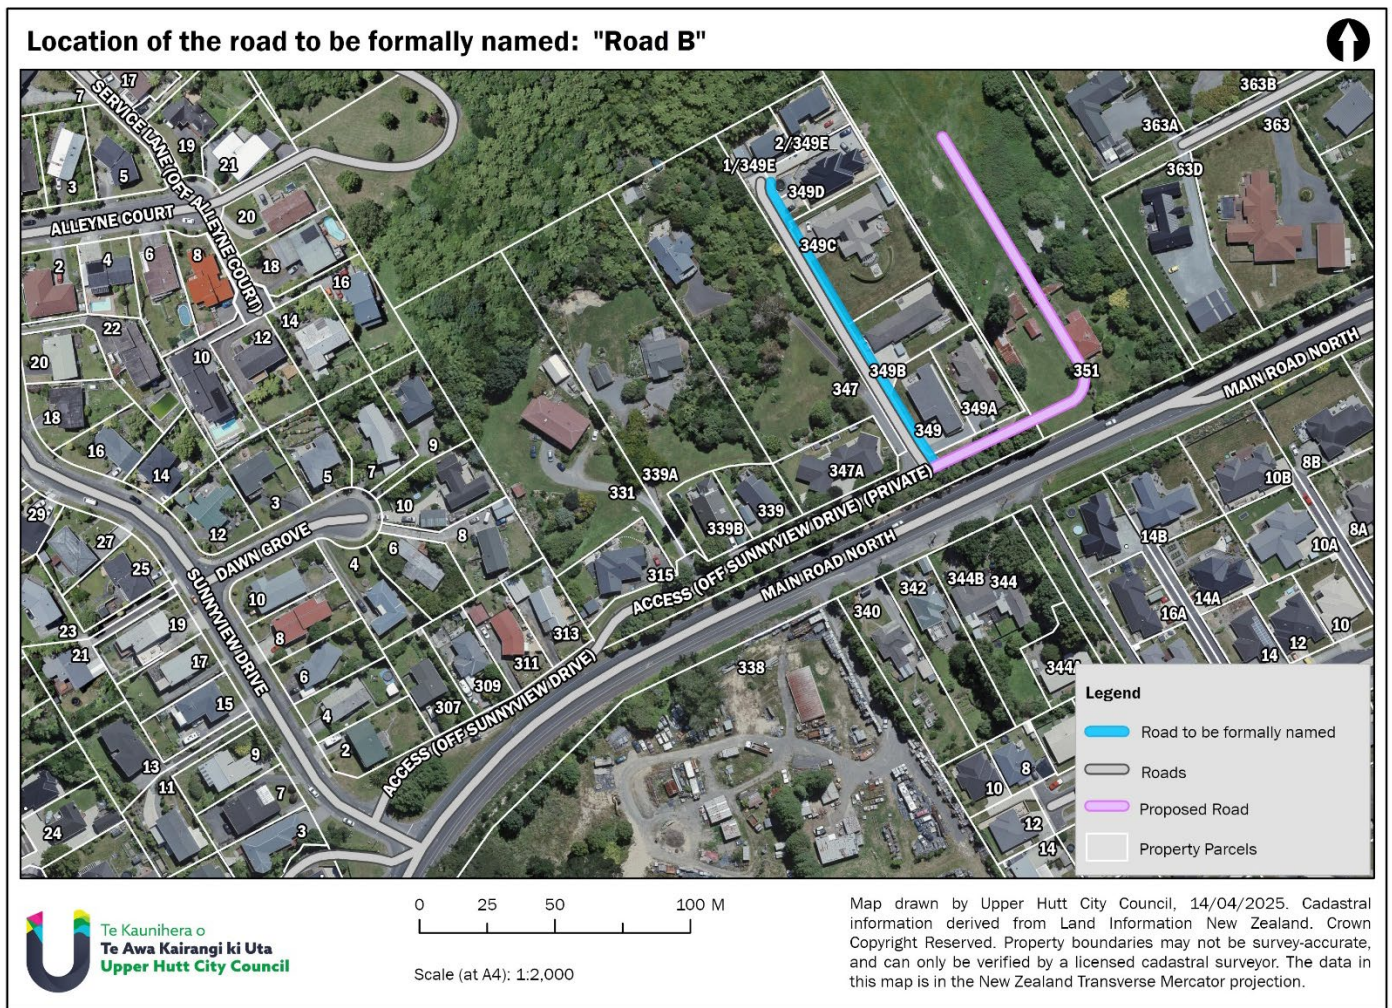 Location of the road to be formally named: "Road B"
17
7
SERVICE LANE (OFF ALLEYNE COURT)
19
21
3
5
20
ALLEYNE COURT
2
4
6
8
18
16
22
14
12
10
20
18
16
14
12
3
5
7
9
10
8
6
4
DAWN GROVE
29
27
25
23
21
19
17
15
13
11
9
7
3
24
SUNNYVIEW DRIVE
10
8
6
4
2
307
309
311
313
315
ACCESS (OFF SUNNYVIEW DRIVE)
331
339A
339B
339
347
347A
ACCESS (OFF SUNNYVIEW DRIVE) (PRIVATE)
1/349E
2/349E
349D
349C
349B
349A
349
351
363A
363B
363
363D
MAIN ROAD NORTH
MAIN ROAD NORTH
338
340
342
344B
344
344A
14B
16A
14A
14
12
10
10B
10A
8B
8A
10
8
12
14
Legend
Road to be formally named
Roads
Proposed Road
Property Parcels
Te Kaunihera o
Te Awa Kairangi ki Uta
Upper Hutt City Council
0 25 50 100 M
Scale (at A4): 1:2,000
Map drawn by Upper Hutt City Council, 14/04/2025. Cadastral
information derived from Land Information New Zealand. Crown
Copyright Reserved. Property boundaries may not be survey-accurate,
and can only be verified by a licensed cadastral surveyor. The data in
this map is in the New Zealand Transverse Mercator projection.